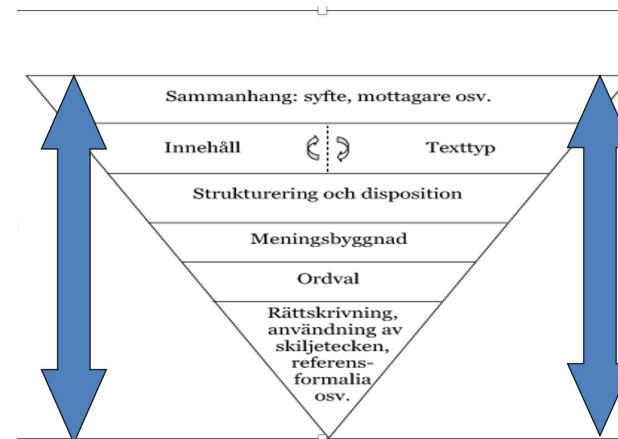 Sammanhang: syfte, mottagare osv.
Innehåll Texttyp
Strukturering och disposition
Meningsbyggnad
Ordval
Rättskrivning,
användning av
skiljetecken,
referens-
formalia
osv.